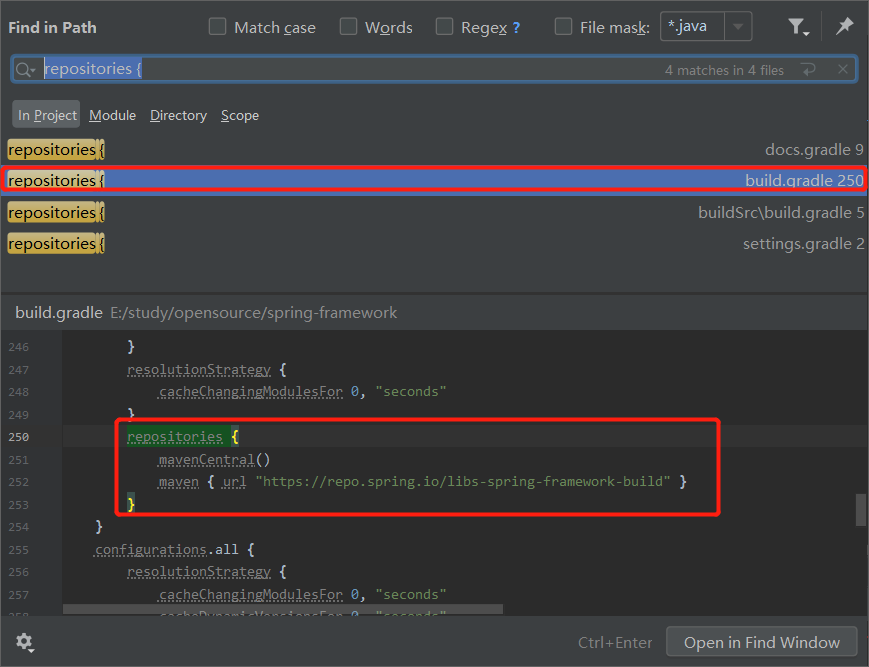 Find in Path Match case Words Regex ? File mask: *.java
repositories { 4 matches in 4 files
In Project Module Directory Scope
repositories { docs.gradle 9
repositories { build.gradle 250
repositories { buildSrc\build.gradle 5
repositories { settings.gradle 2
build.gradle E:/study/opensource/spring-framework
246 }
247 resolutionStrategy {
248 cacheChangingModulesFor 0, "seconds"
249 }
250 repositories {
251 mavenCentral()
252 maven { url "https://repo.spring.io/libs-spring-framework-build" }
253 }
254 }
255 configurations.all {
256 resolutionStrategy {
257 cacheChangingModulesFor 0, "seconds"
258 cacheDynamicVersionsFor 0, "seconds"
Ctrl+Enter Open in Find Window